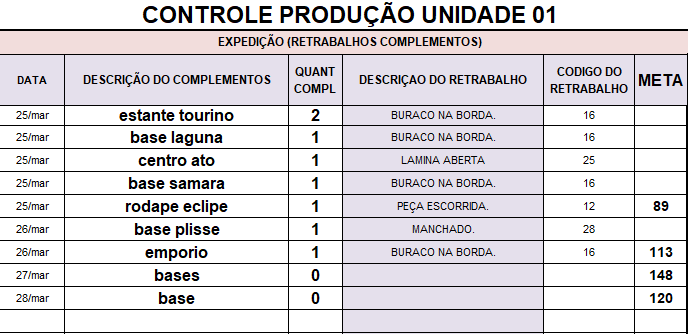 CONTROLE PRODUÇÃO UNIDADE 01
EXPEDIÇÃO (RETRABALHOS COMPLEMENTOS)
DATA DESCRIÇÃO DO COMPLEMENTOS QUANT COMPL DESCRIÇAO DO RETRABALHO CODIGO DO RETRABALHO META
25/mar estante tourino 2 BURACO NA BORDA. 16
25/mar base laguna 1 BURACO NA BORDA. 16
25/mar centro ato 1 LAMINA ABERTA 25
25/mar base samara 1 BURACO NA BORDA. 16
25/mar rodape eclipe 1 PEÇA ESCORRIDA. 12 89
26/mar base plisse 1 MANCHADO. 28
26/mar emporio 1 BURACO NA BORDA. 16 113
27/mar bases 0 148
28/mar base 0 120